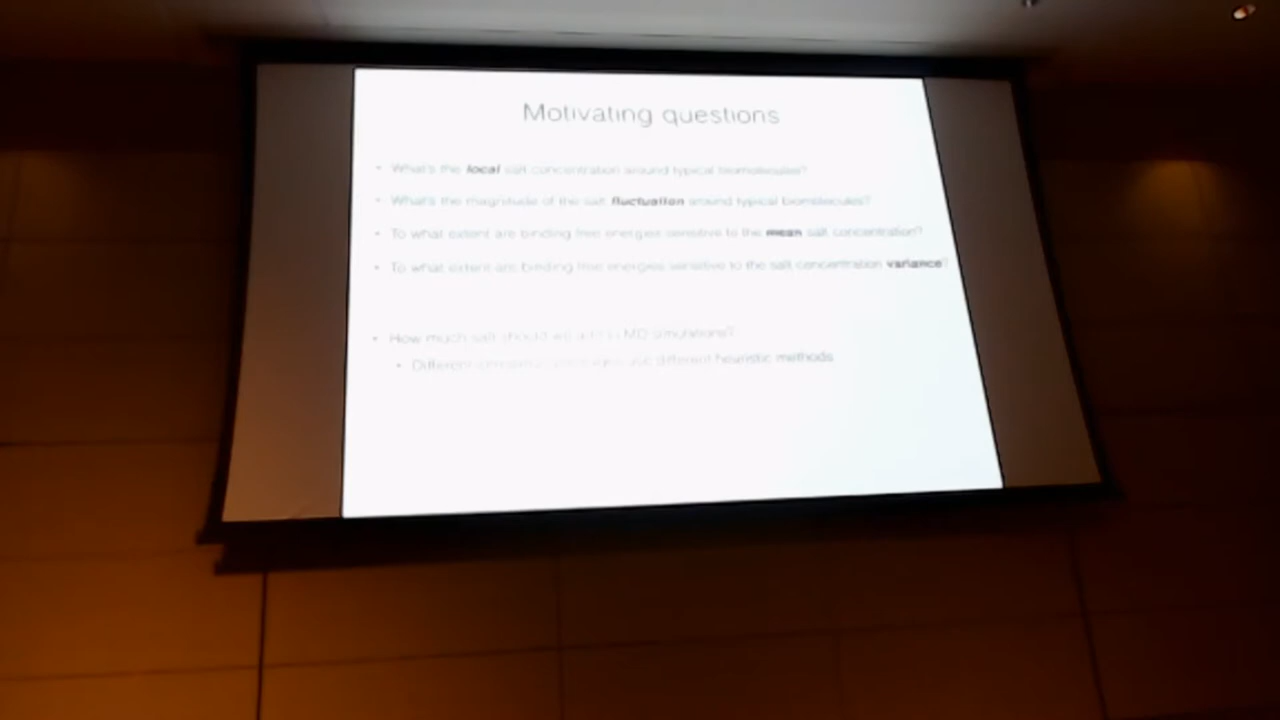 Motivating questions
• What's the local salt concentration around typical biomolecules?
• What's the magnitude of the salt fluctuation around typical biomolecules?
• To what extent are binding free energies sensitive to the mean salt concentration?
• To what extent are binding free energies sensitive to the salt concentration variance?
• How much salt should we add to MD simulations?
• Different different heuristic methods